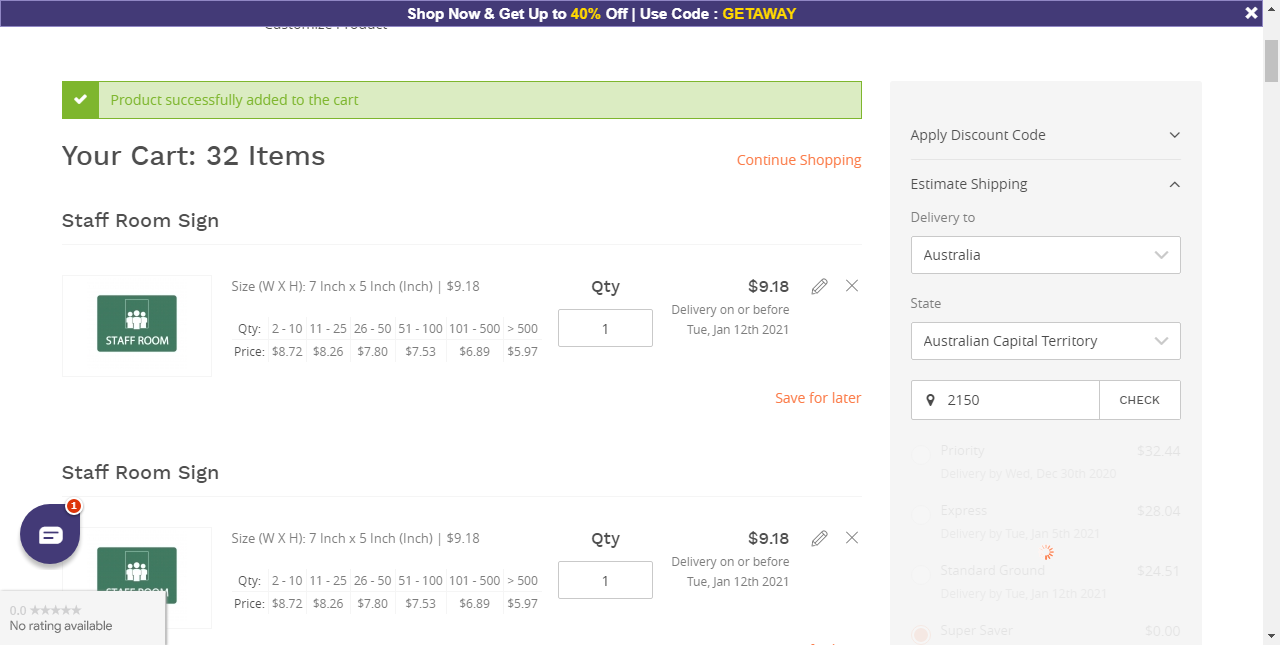 Shop Now & Get Up to 40% Off | Use Code : GETAWAY
Customize Product
Product successfully added to the cart
Your Cart: 32 Items
Continue Shopping
Staff Room Sign
STAFF ROOM
Size (W X H): 7 Inch x 5 Inch (Inch) | $9.18
Qty: 2 - 10 11 - 25 26 - 50 51 - 100 101 - 500 > 500
Price: $8.72 $8.26 $7.80 $7.53 $6.89 $5.97
Qty
1
$9.18
Delivery on or before
Tue, Jan 12th 2021
Save for later
Staff Room Sign
STAFF ROOM
Size (W X H): 7 Inch x 5 Inch (Inch) | $9.18
Qty: 2 - 10 11 - 25 26 - 50 51 - 100 101 - 500 > 500
Price: $8.72 $8.26 $7.80 $7.53 $6.89 $5.97
Qty
1
$9.18
Delivery on or before
Tue, Jan 12th 2021
1
0.0
No rating available
Apply Discount Code
Estimate Shipping
Delivery to
Australia
State
Australian Capital Territory
2150
CHECK
Priority $32.44
Delivery by Wed, Dec 30th 2020
Express $28.04
Delivery by Tue, Jan 5th 2021
Standard Ground $24.51
Delivery by Tue, Jan 12th 2021
Super Saver $0.00